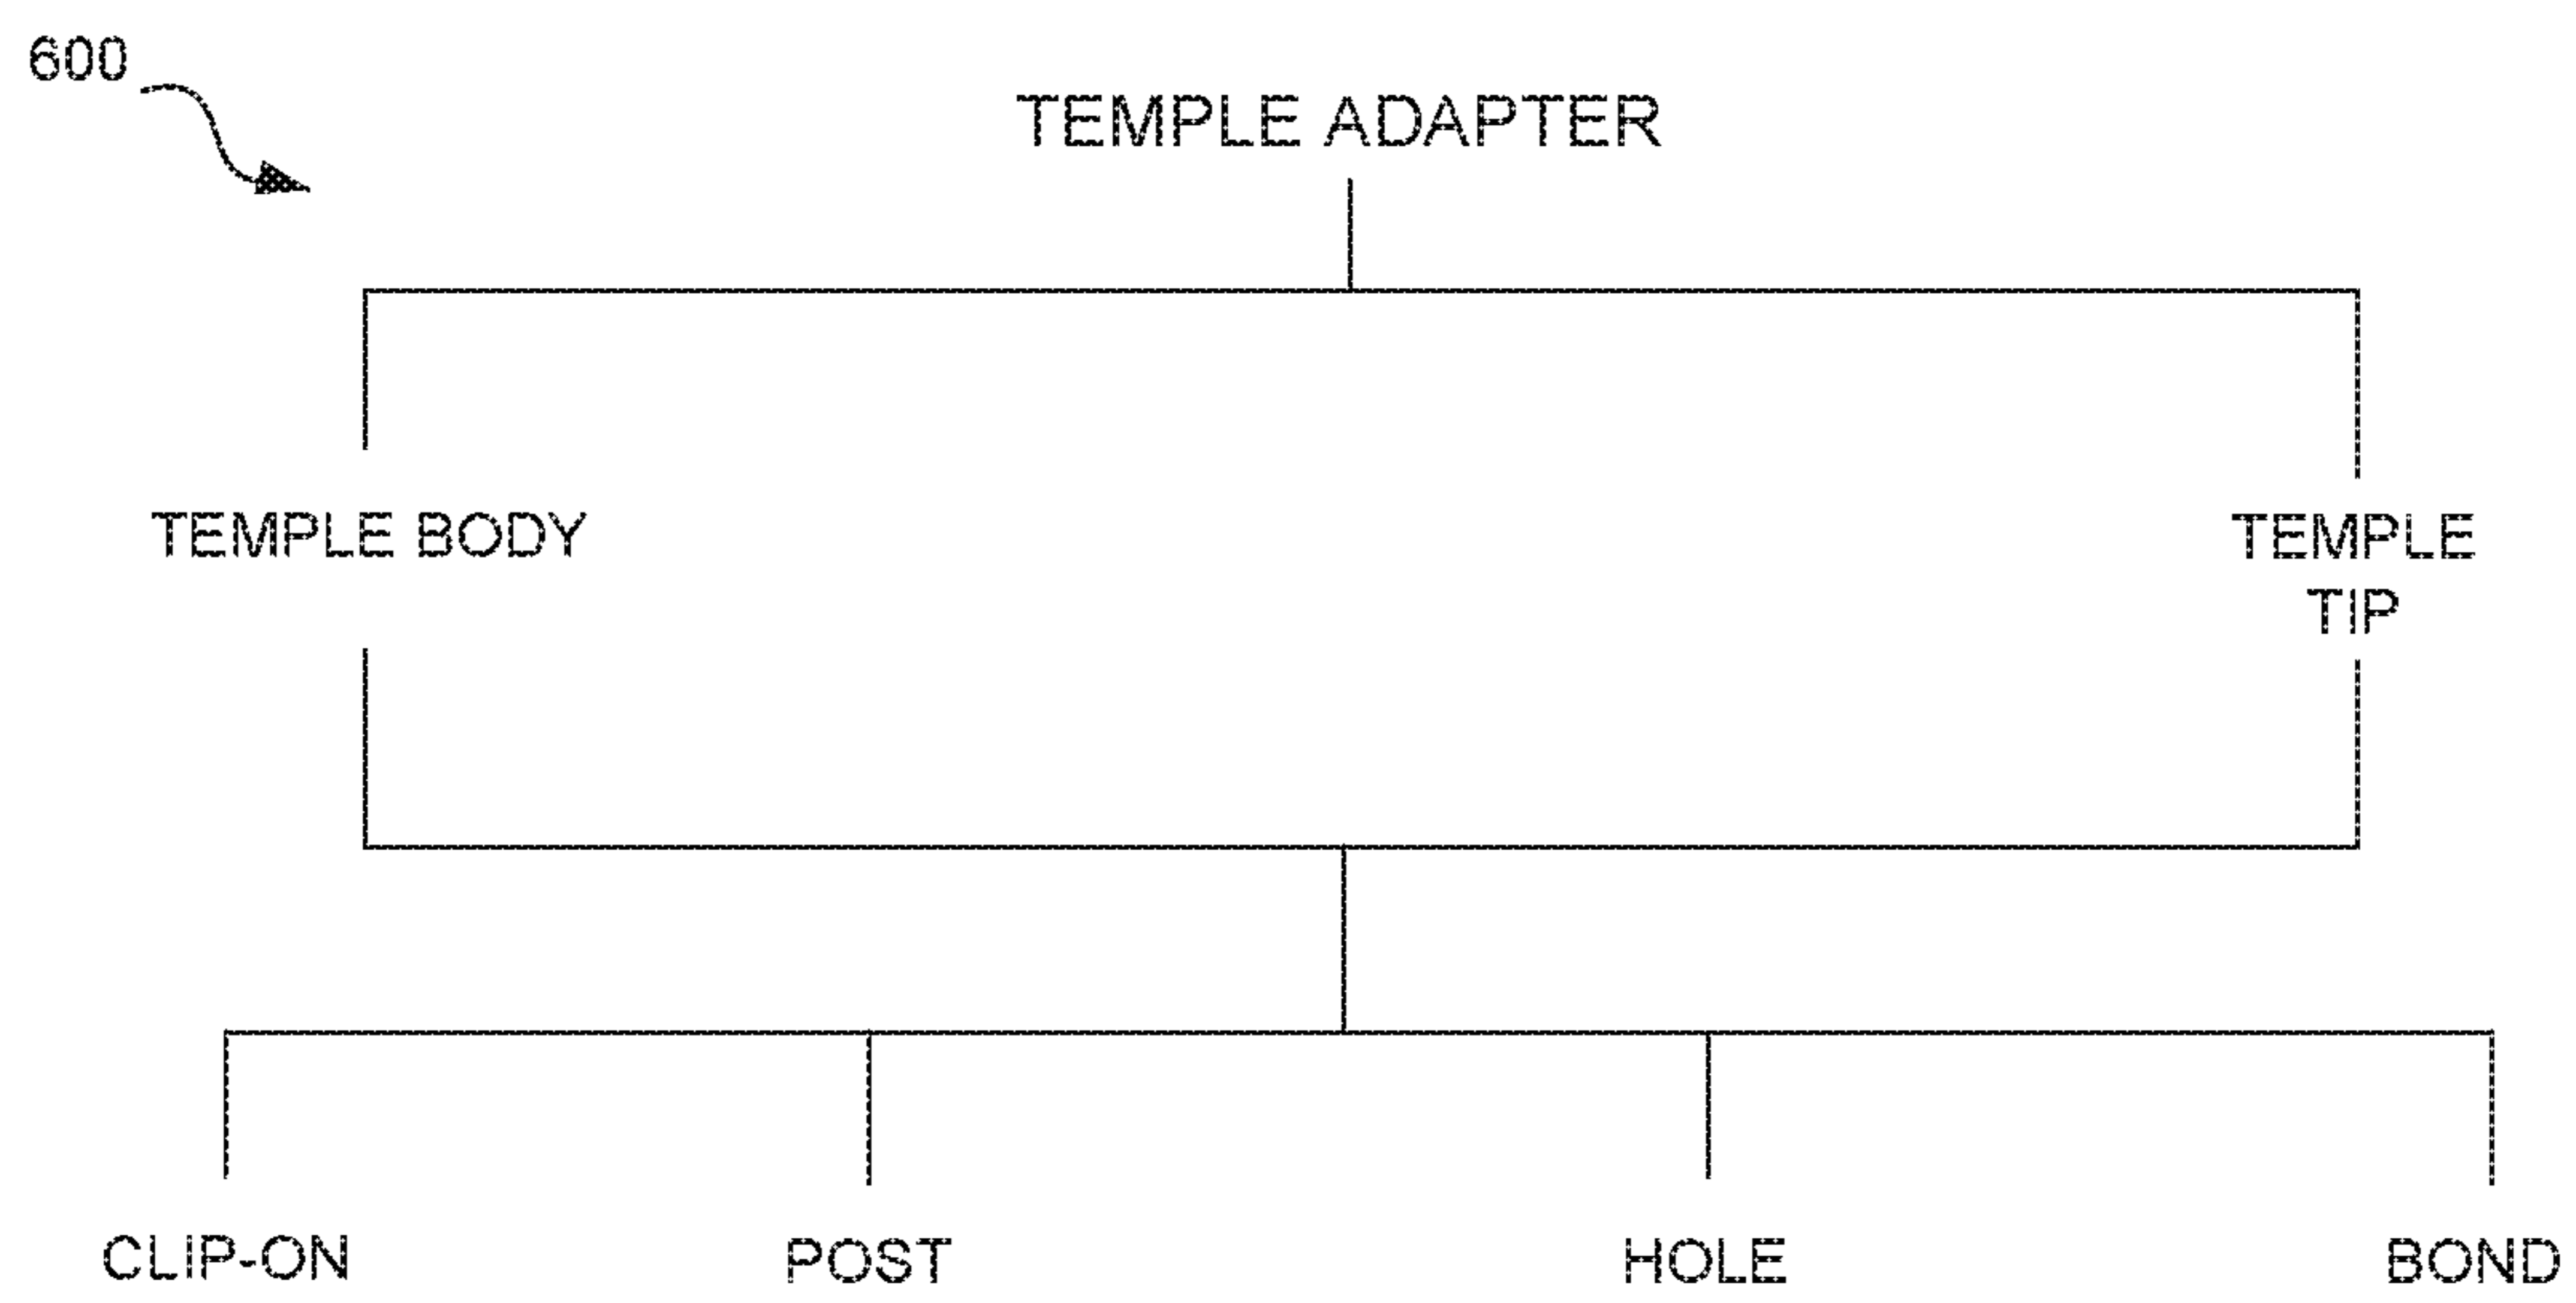 600
TEMPLE ADAPTER
TEMPLE BODY
TEMPLE
TIP
CLIP-ON
POST
HOLE
BOND